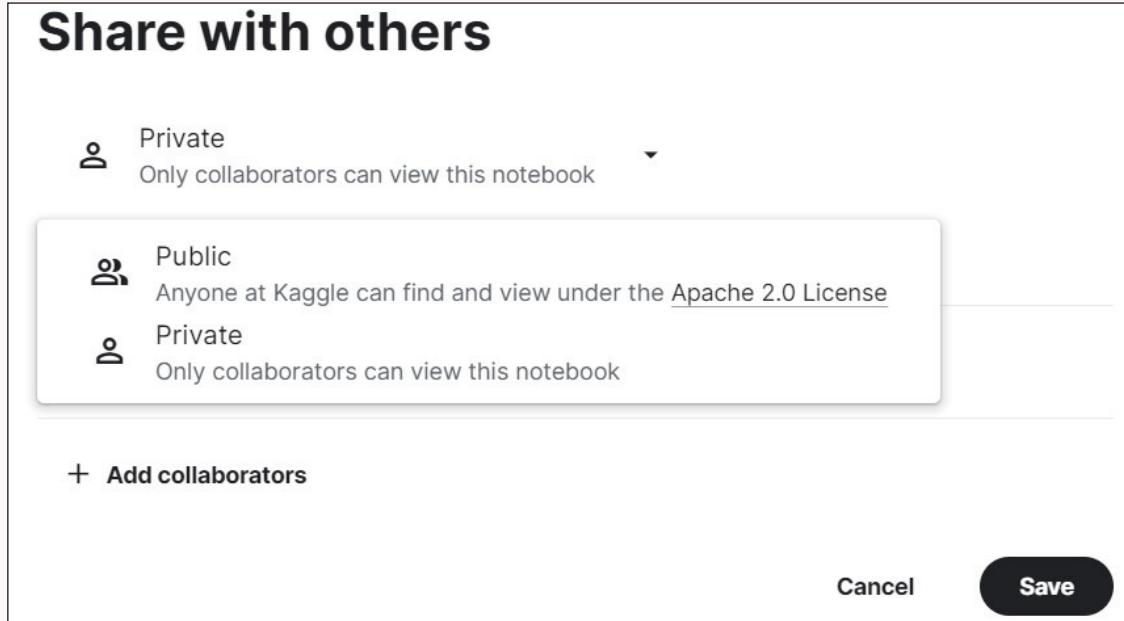 Share with others
Private
Only collaborators can view this notebook
Public
Anyone at Kaggle can find and view under the Apache 2.0 License
Private
Only collaborators can view this notebook
+ Add collaborators
Cancel Save